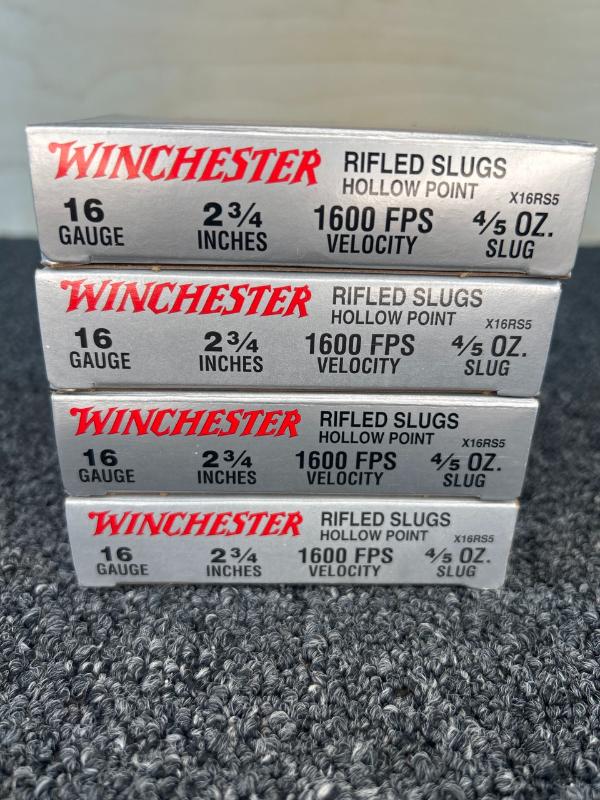 WINCHESTER RIFLED SLUGS
HOLLOW POINT X16RS5
16 2 3/4 1600 FPS 4/5 OZ.
GAUGE INCHES VELOCITY SLUG
WINCHESTER RIFLED SLUGS
HOLLOW POINT X16RS5
16 2 3/4 1600 FPS 4/5 OZ.
GAUGE INCHES VELOCITY SLUG
WINCHESTER RIFLED SLUGS
HOLLOW POINT X16RS5
16 2 3/4 1600 FPS 4/5 OZ.
GAUGE INCHES VELOCITY SLUG
WINCHESTER RIFLED SLUGS
HOLLOW POINT X16RS5
16 2 3/4 1600 FPS 4/5 OZ.
GAUGE INCHES VELOCITY SLUG